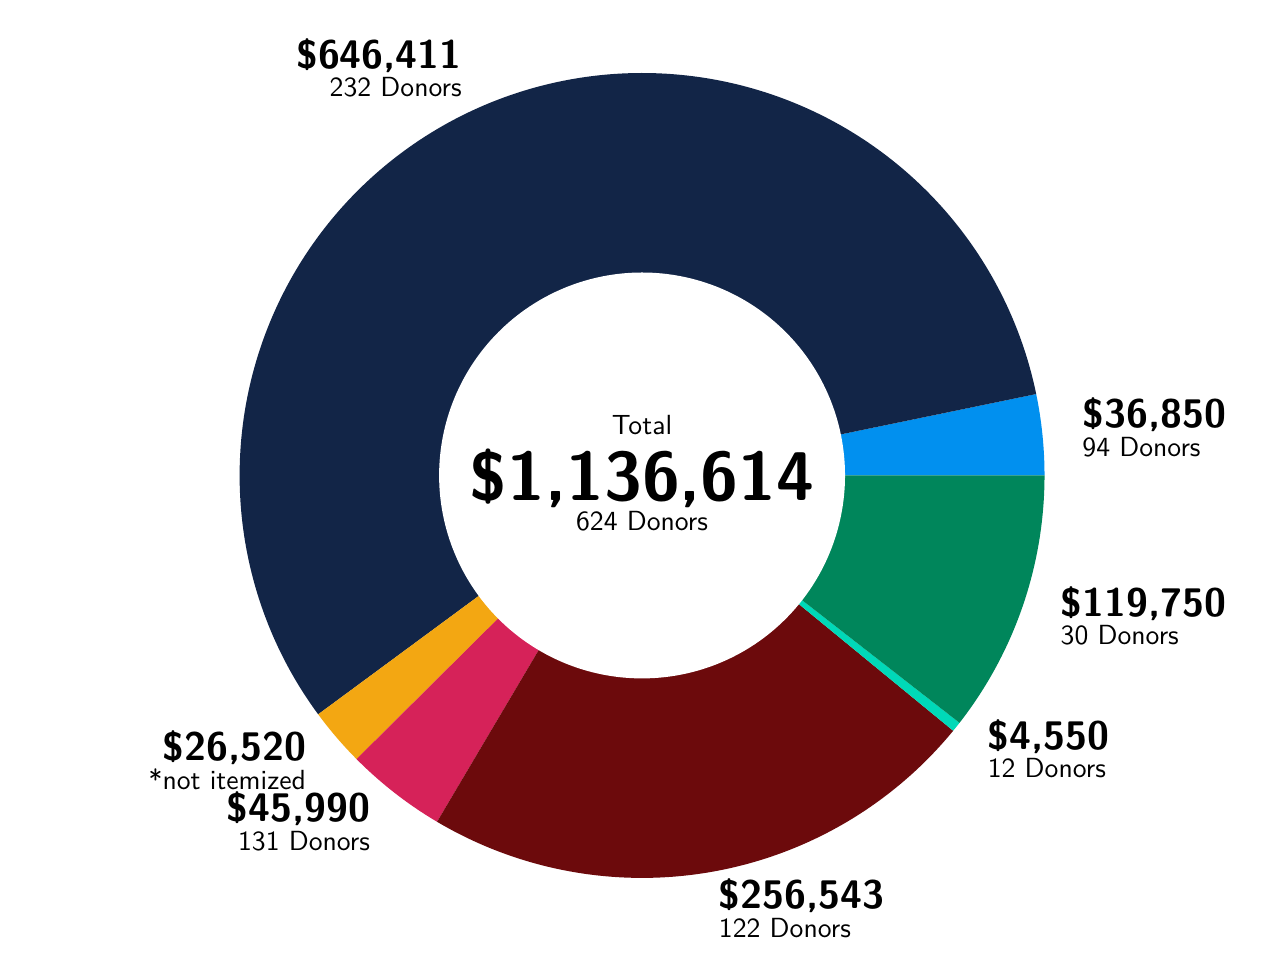 $646,411
232 Donors
$36,850
94 Donors
Total
$1,136,614
624 Donors
$119,750
30 Donors
$4,550
12 Donors
$26,520
*not itemized
$45,990
131 Donors
$256,543
122 Donors